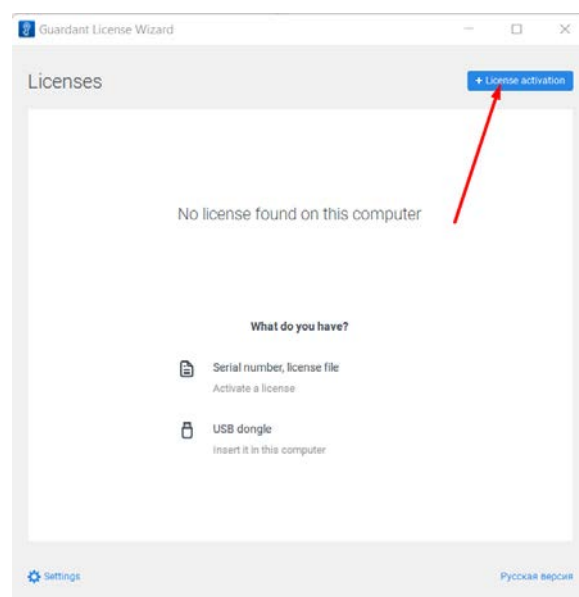 Guardant License Wizard
Licenses
+ License activation
No license found on this computer
What do you have?
Serial number, license file
Activate a license
USB dongle
Insert it in this computer
Settings
Русская версия